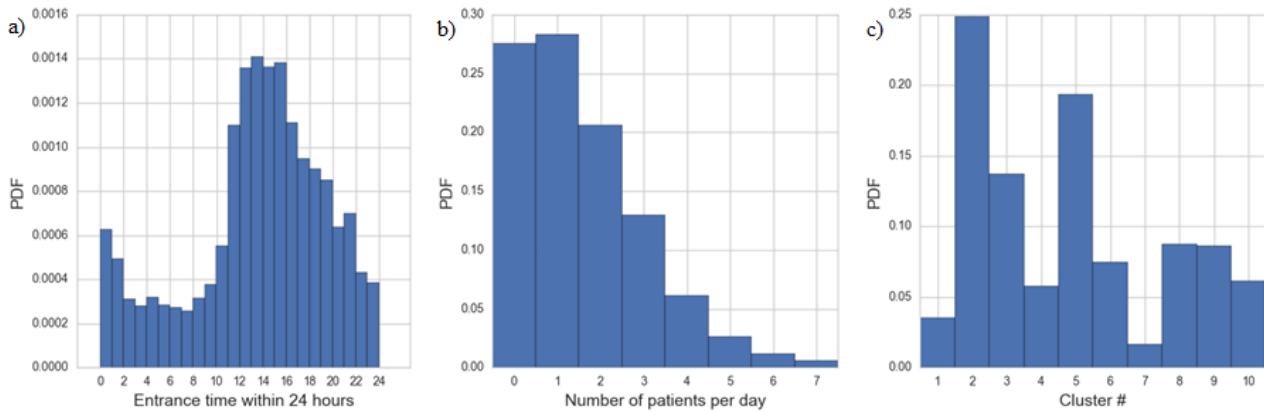 a)
0.0016
0.0014
0.0012
0.0010
0.0008
0.0006
0.0004
0.0002
0.0000
PDF
0 2 4 6 8 10 12 14 16 18 20 22 24
Entrance time within 24 hours
b)
0.30
0.25
0.20
0.15
0.10
0.05
0.00
PDF
0 1 2 3 4 5 6 7
Number of patients per day
c)
0.25
0.20
0.15
0.10
0.05
0.00
PDF
1 2 3 4 5 6 7 8 9 10
Cluster #